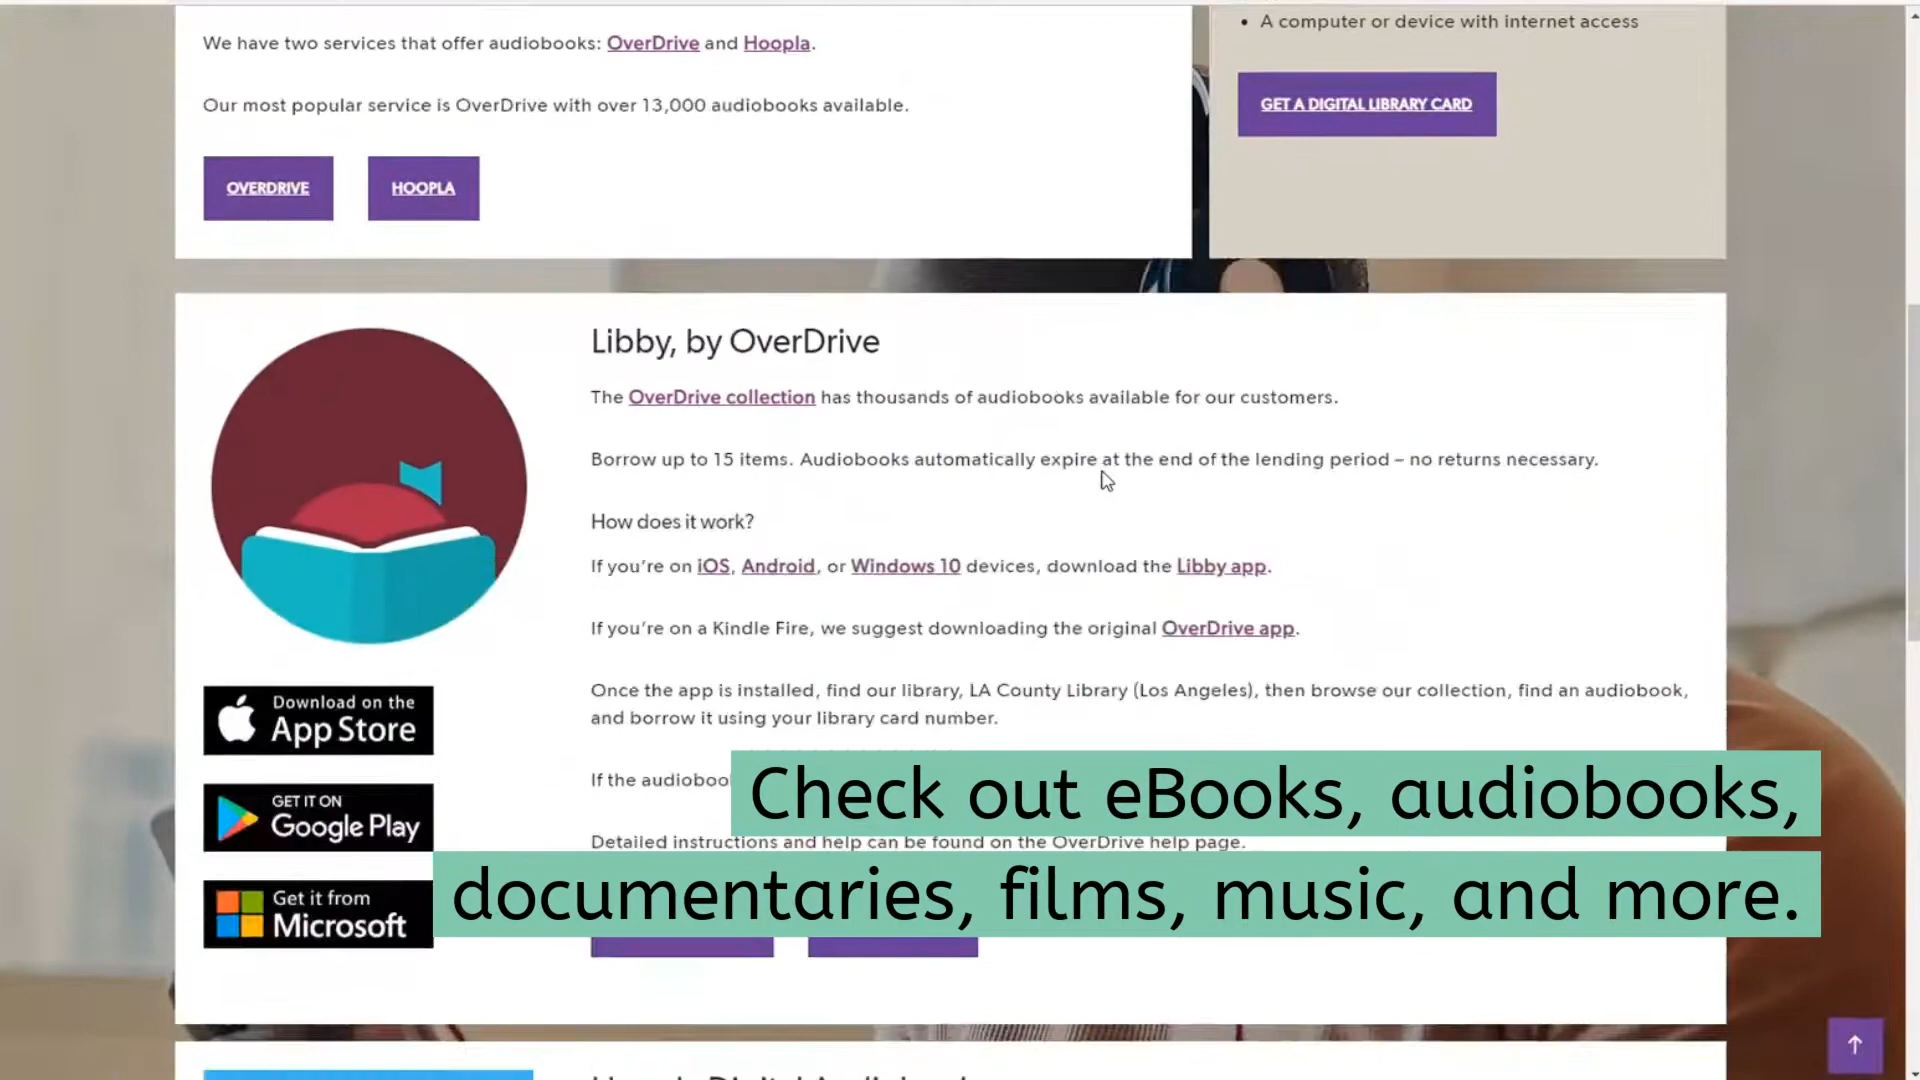 We have two services that offer audiobooks: OverDrive and Hoopla.
Our most popular service is OverDrive with over 13,000 audiobooks available.
OVERDRIVE
HOOPLA
• A computer or device with internet access
GET A DIGITAL LIBRARY CARD
Libby, by OverDrive
The OverDrive collection has thousands of audiobooks available for our customers.
Borrow up to 15 items. Audiobooks automatically expire at the end of the lending period – no returns necessary.
How does it work?
If you're on iOS, Android, or Windows 10 devices, download the Libby app.
If you're on a Kindle Fire, we suggest downloading the original OverDrive app.
Once the app is installed, find our library, LA County Library (Los Angeles), then browse our collection, find an audiobook,
and borrow it using your library card number.
If the
Detailed instructions and help can be found on the OverDrive help page.
Download on the
App Store
GET IT ON
Google Play
Get it from
Microsoft
Check out eBooks, audiobooks,
documentaries, films, music, and more.